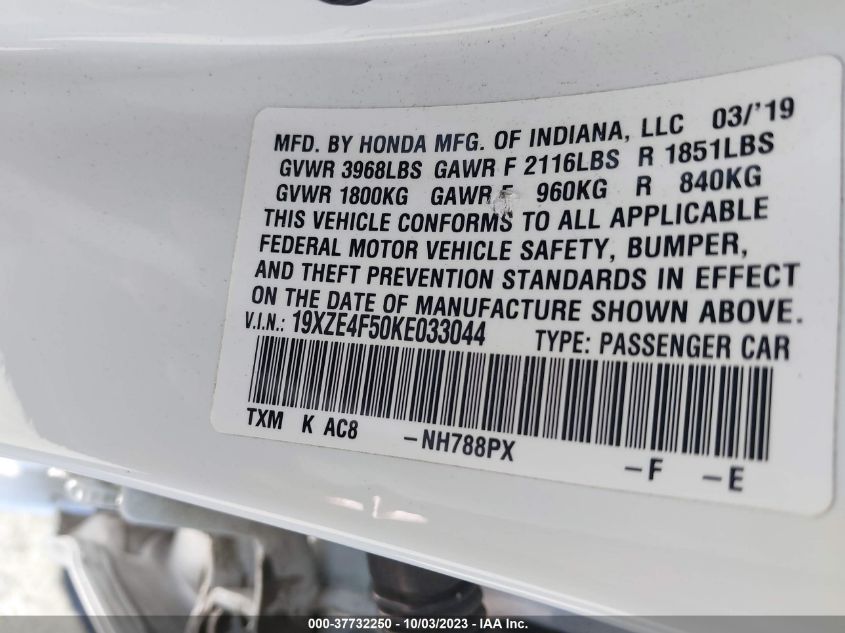 MFD. BY HONDA MFG. OF INDIANA, LLC 03/'19
GVWR 3968LBS GAWR F 2116LBS R 1851LBS
GVWR 1800KG GAWR F 960KG R 840KG
THIS VEHICLE CONFORMS TO ALL APPLICABLE
FEDERAL MOTOR VEHICLE SAFETY, BUMPER,
AND THEFT PREVENTION STANDARDS IN EFFECT
ON THE DATE OF MANUFACTURE SHOWN ABOVE.
V.I.N.: 19XZE4F50KE033044 TYPE: PASSENGER CAR
TXM K AC8 -NH788PX -F -E
000-37732250 - 10/03/2023 - IAA Inc.